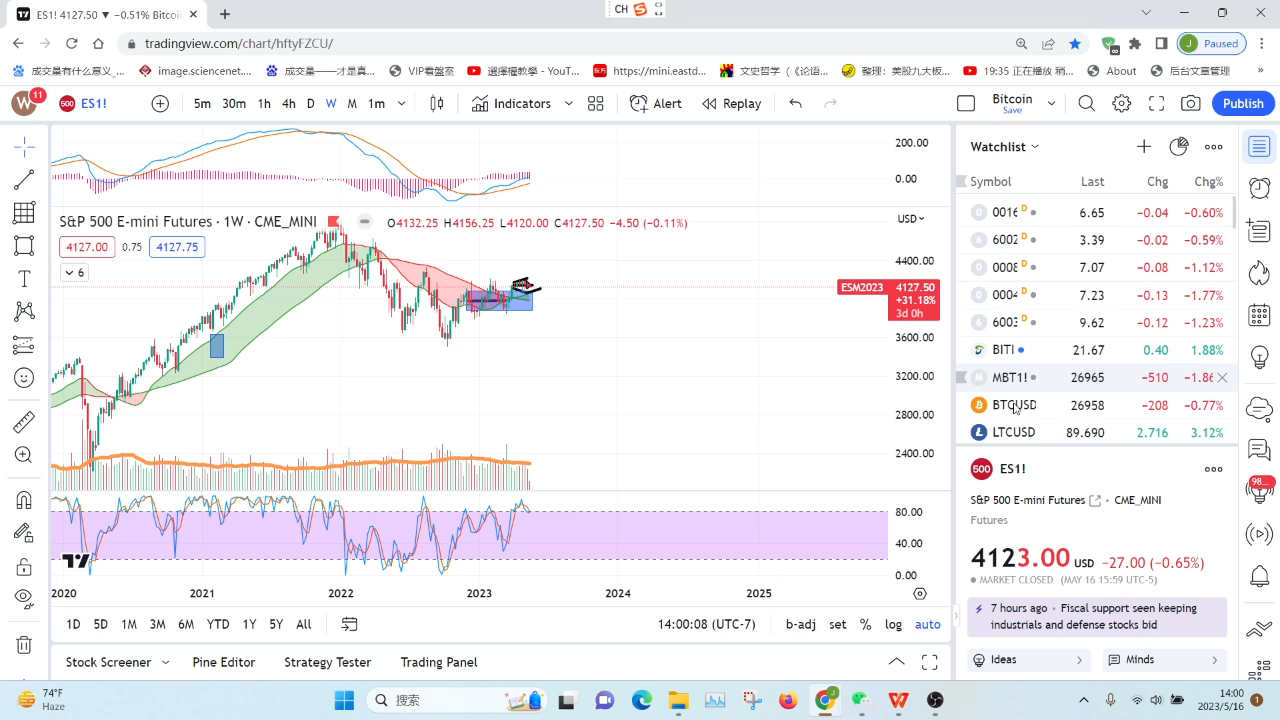 ES1! 4127.50 ▼ −0.51% Bitcoi
CH
tradingview.com/chart/hftyFZCU/
Paused
成交量有什么意义_...
image.sciencenet....
成交量——才是真...
VIP看盤室
選擇權教學 - YouT...
https://mini.eastd...
文史哲学（《论语...
整理：美股九大板...
19:35 正在播放 稍...
About
后台文章管理
»
W 11
500 ES1!
5m 30m 1h 4h D W M 1m
Indicators
Alert
Replay
Bitcoin
Save
Publish
200.00
0.00
S&P 500 E-mini Futures · 1W · CME_MINI
O4132.25 H4156.25 L4120.00 C4127.50 −4.50 (−0.11%)
USD
4127.00 0.75 4127.75
6
4400.00
ESM2023 4127.50
+31.18%
3d 0h
3600.00
3200.00
2800.00
2400.00
80.00
40.00
0.00
2020 2021 2022 2023 2024 2025
1D 5D 1M 3M 6M YTD 1Y 5Y All
14:00:08 (UTC-7)
b-adj set % log auto
Stock Screener
Pine Editor
Strategy Tester
Trading Panel
Watchlist
Symbol Last Chg Chg%
0016 D 6.65 −0.04 −0.60%
6002 D 3.39 −0.02 −0.59%
0008 D 7.07 −0.08 −1.12%
0004 D 7.23 −0.13 −1.77%
6003 D 9.62 −0.12 −1.23%
BITI 21.67 0.40 1.88%
MBT1! 26965 −510 −1.86
BTCUSD 26958 −208 −0.77%
LTCUSD 89.690 2.716 3.12%
500 ES1!
S&P 500 E-mini Futures · CME_MINI
Futures
4123.00 USD −27.00 (−0.65%)
MARKET CLOSED (MAY 16 15:59 UTC-5)
7 hours ago · Fiscal support seen keeping
industrials and defense stocks bid
Ideas
Minds
98...
74°F
Haze
搜索
14:00
2023/5/16
1